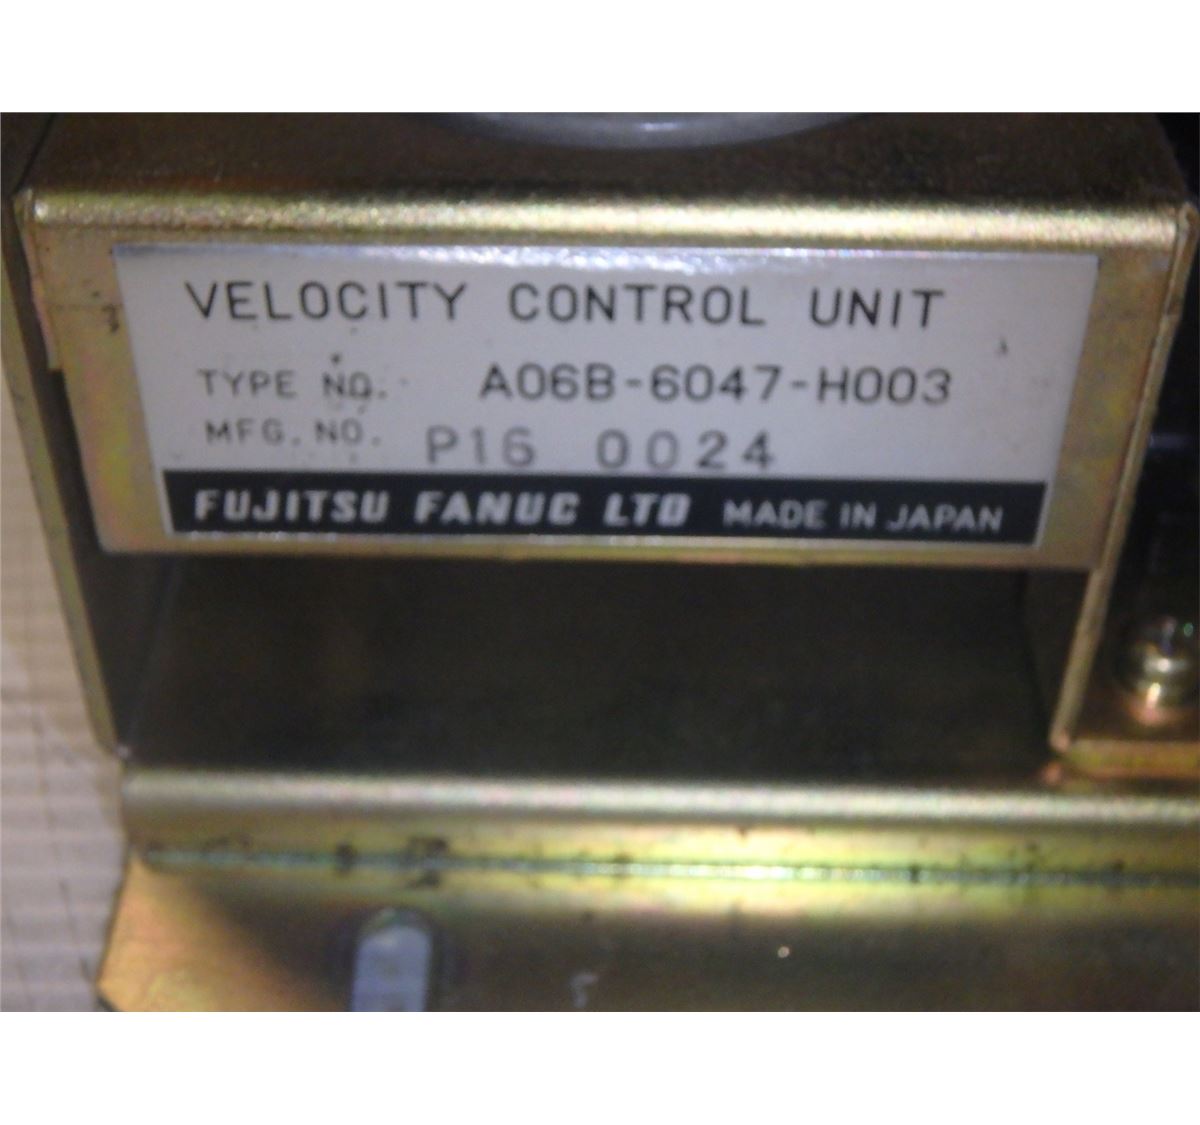 VELOCITY CONTROL UNIT
TYPE NO. A06B-6047-H003
MFG. NO. P16 0024
FUJITSU FANUC LTD MADE IN JAPAN